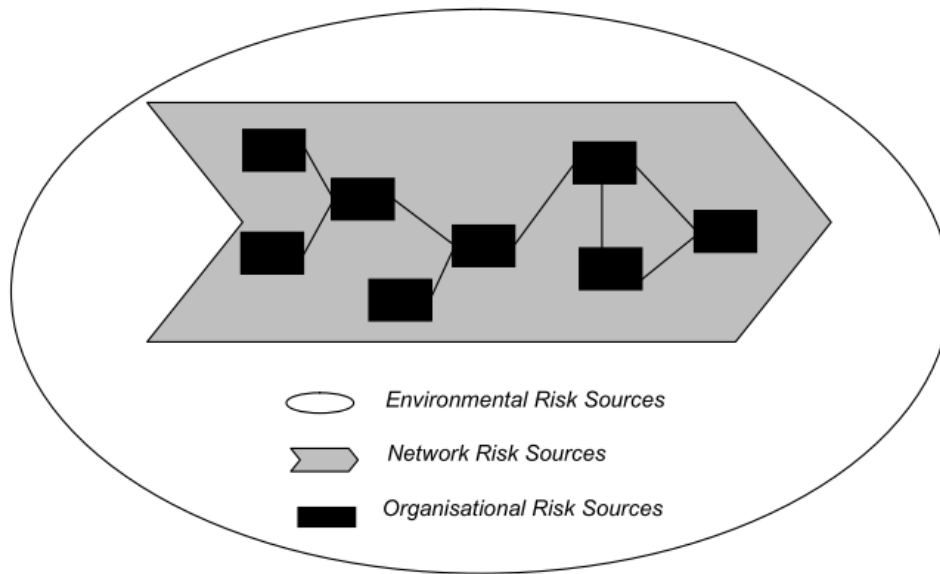 Environmental Risk Sources
Network Risk Sources
Organisational Risk Sources